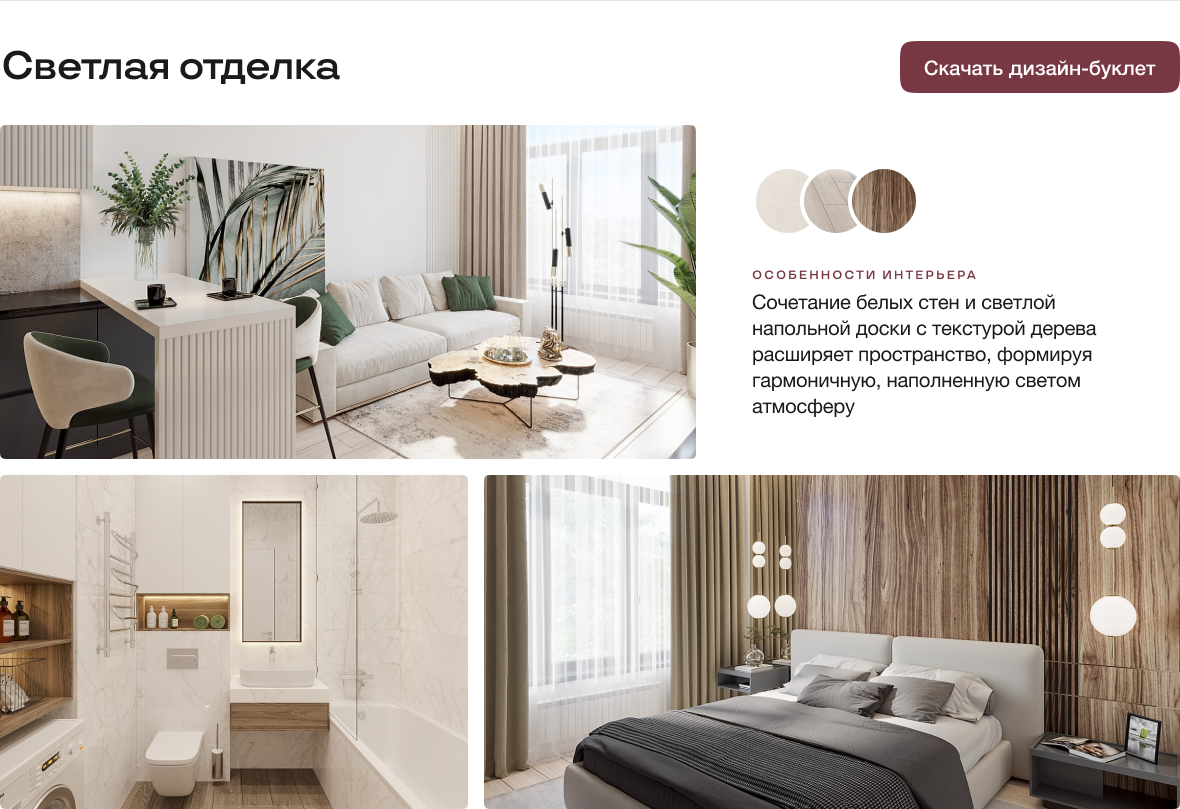 Светлая отделка
Скачать дизайн-буклет
ОСОБЕННОСТИ ИНТЕРЬЕРА
Сочетание белых стен и светлой
напольной доски с текстурой дерева
расширяет пространство, формируя
гармоничную, наполненную светом
атмосферу